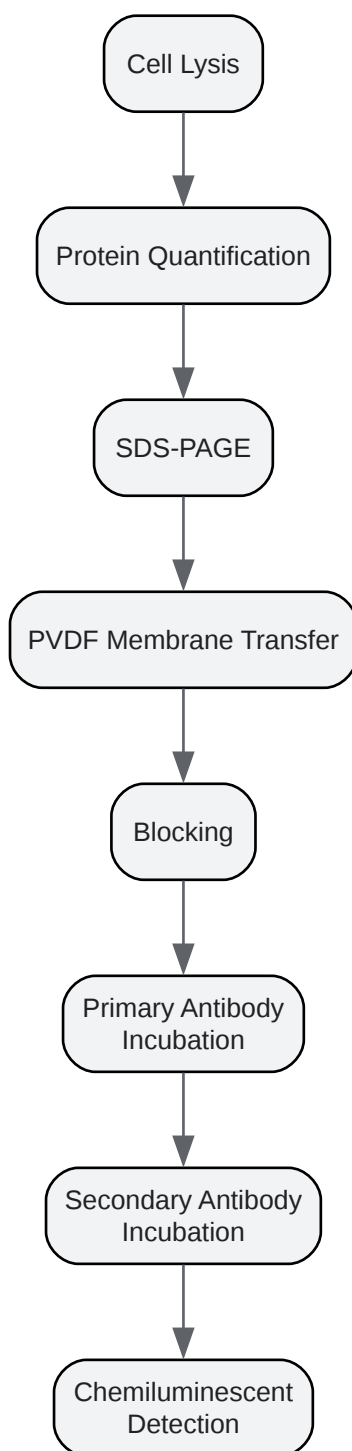 Cell Lysis
Protein Quantification
SDS-PAGE
PVDF Membrane Transfer
Blocking
Primary Antibody
Incubation
Secondary Antibody
Incubation
Chemiluminescent
Detection